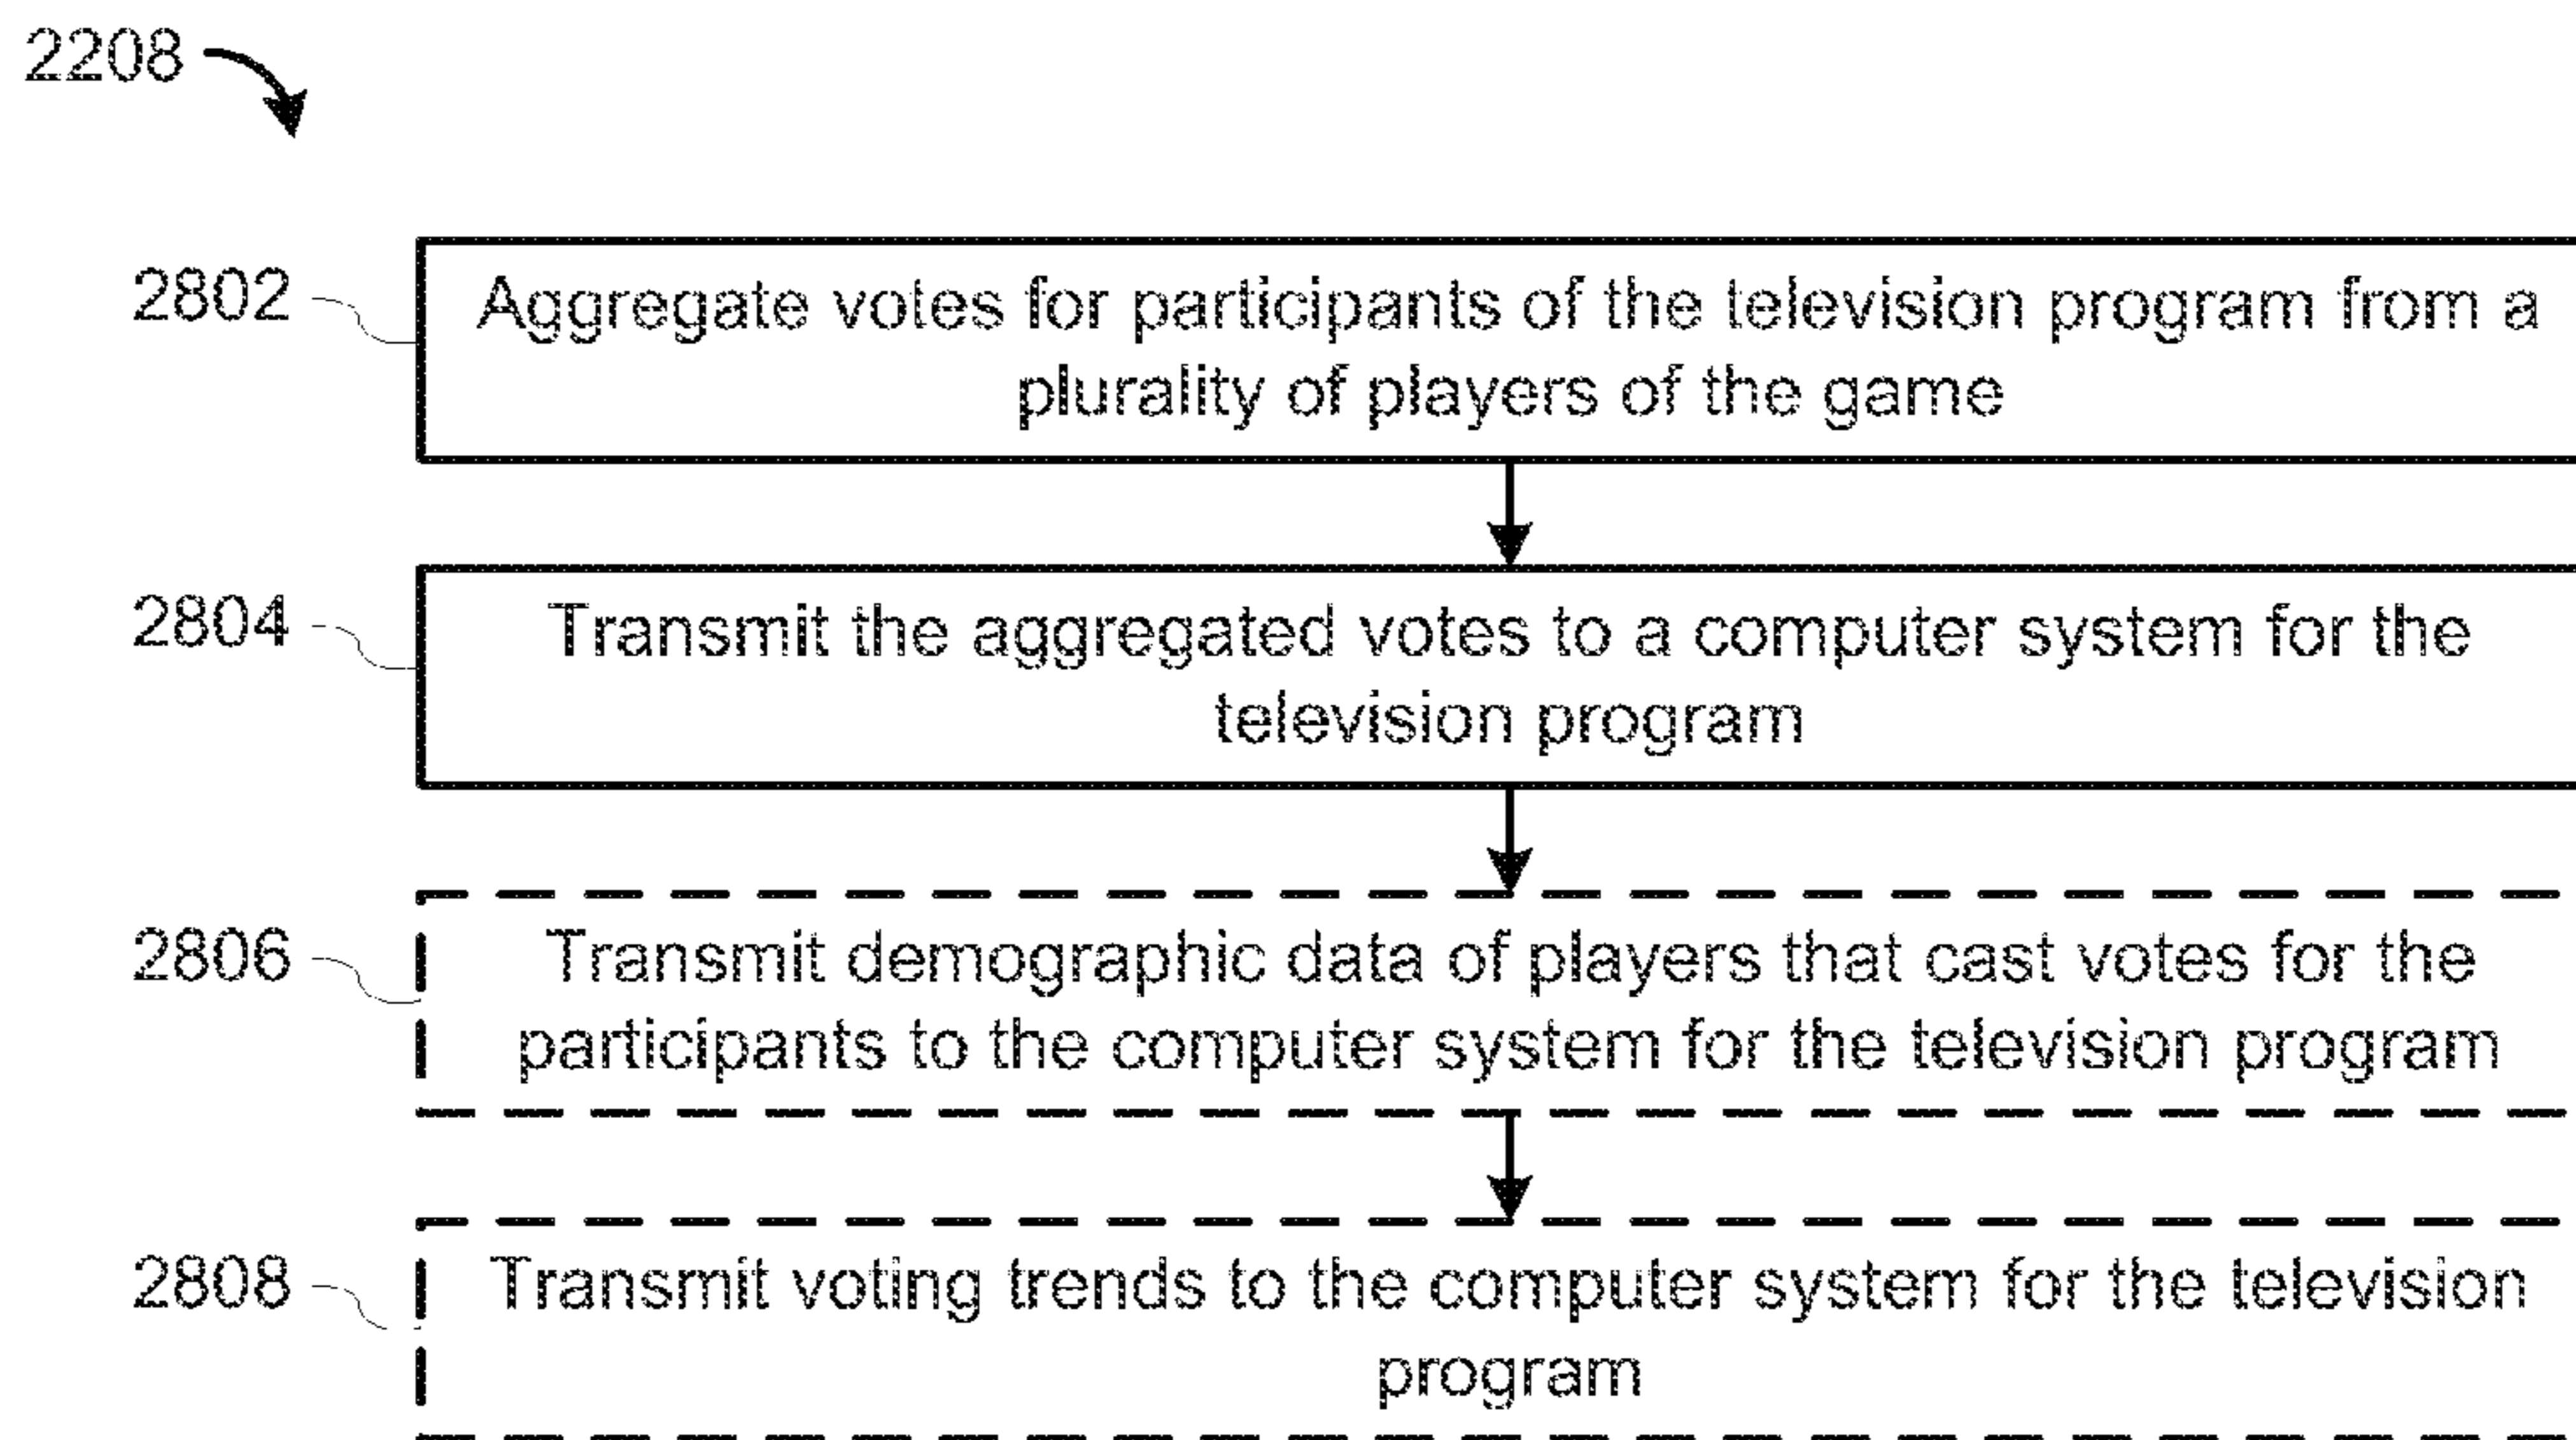 2208
2802
Aggregate votes for participants of the television program from a
plurality of players of the game
2804
Transmit the aggregated votes to a computer system for the
television program
2806
Transmit demographic data of players that cast votes for the
participants to the computer system for the television program
2808
Transmit voting trends to the computer system for the television
program